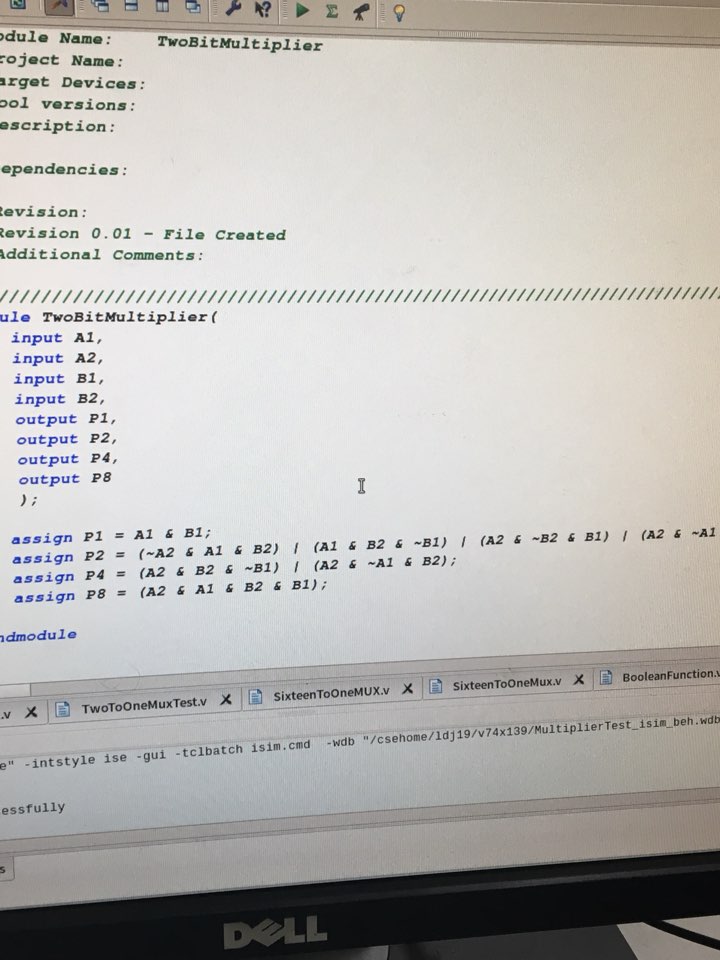 odule Name: TwoBitMultiplier
roject Name:
arget Devices:
ool versions:
escription:
ependencies:
Revision:
Revision 0.01 - File Created
Additional Comments:
//////////////////////////////////////////////////////////////////////
ule TwoBitMultiplier(
input A1,
input A2,
input B1,
input B2,
output P1,
output P2,
output P4,
output P8
);
assign P1 = A1 & B1;
assign P2 = (~A2 & A1 & B2) | (A1 & B2 & ~B1) | (A2 & ~B2 & B1) | (A2 & ~A1
assign P4 = (A2 & B2 & ~B1) | (A2 & ~A1 & B2);
assign P8 = (A2 & A1 & B2 & B1);
ndmodule
.v TwoToOneMuxTest.v SixteenToOneMUX.v SixteenToOneMux.v BooleanFunction.v
e" -intstyle ise -gui -tclbatch isim.cmd -wdb "/csehome/ldj19/v74x139/MultiplierTest_isim_beh.wdb
essfully
s
DELL